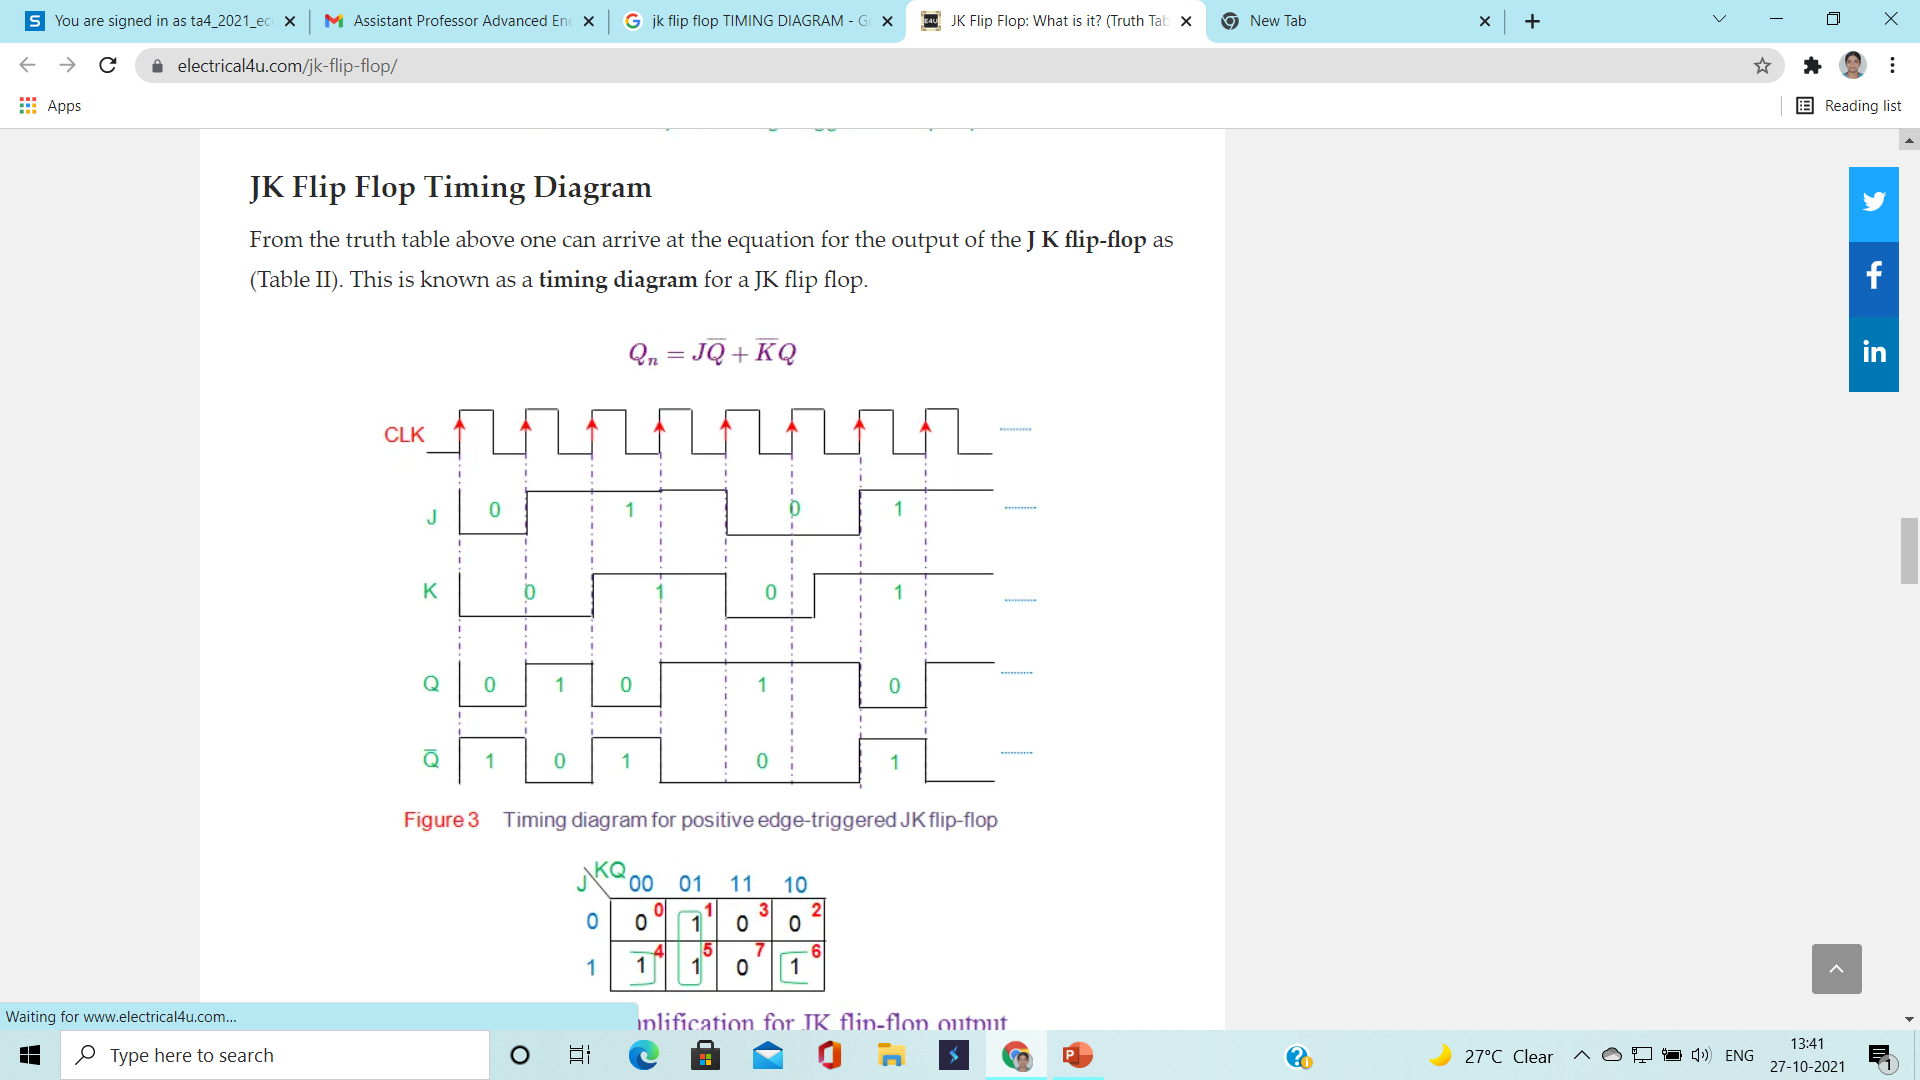 You are signed in as ta4_2021_ec
Assistant Professor Advanced En
jk flip flop TIMING DIAGRAM - G
JK Flip Flop: What is it? (Truth Tab
New Tab
electrical4u.com/jk-flip-flop/
Apps
Reading list
JK Flip Flop Timing Diagram
From the truth table above one can arrive at the equation for the output of the J K flip-flop as
(Table II). This is known as a timing diagram for a JK flip flop.
Qₙ = JQ̅ + K̅Q
CLK
J 0 1 0 1
K 0 1 0 1
Q 0 1 0 1 0
Q̅ 1 0 1 0 1
Figure 3 Timing diagram for positive edge-triggered JK flip-flop
J KQ 00 01 11 10
0 0 0 1 1 0 3 0 2
1 1 4 1 5 0 7 1 6
plification for JK flip-flop output
Waiting for www.electrical4u.com...
Type here to search
27°C Clear
ENG
13:41
27-10-2021
1